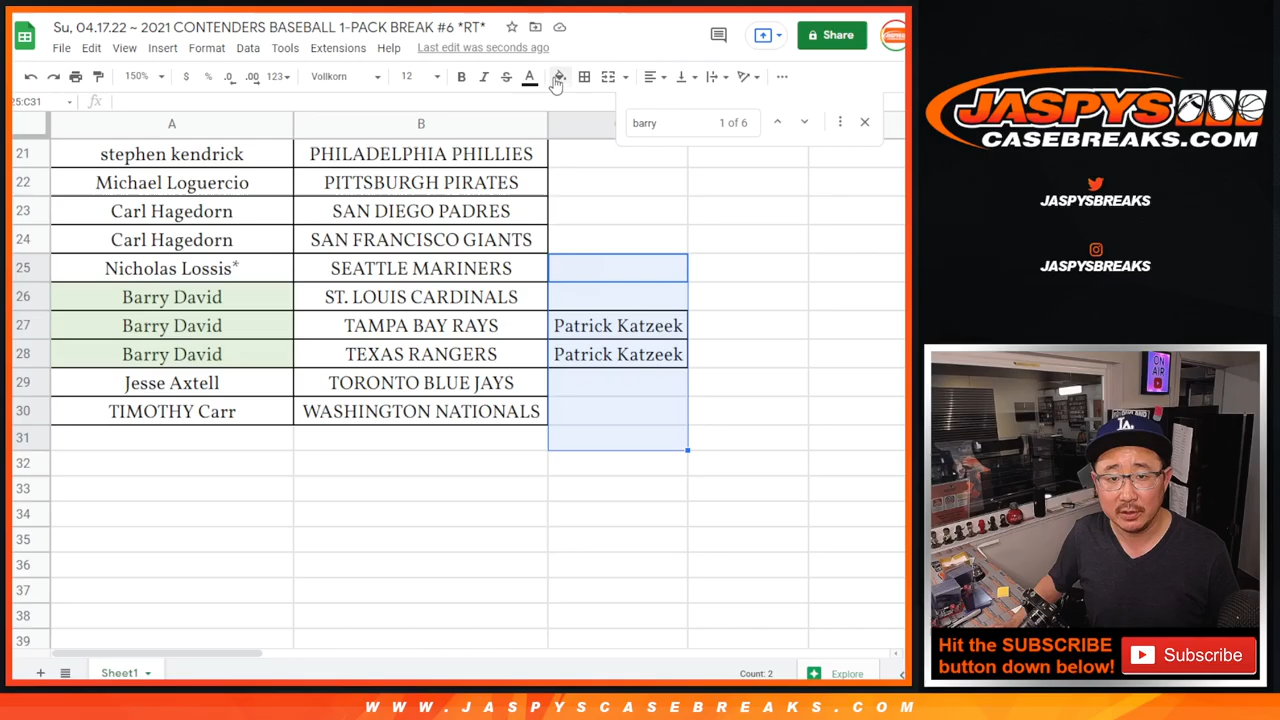 Su, 04.17.22 ~ 2021 CONTENDERS BASEBALL 1-PACK BREAK #6 *RT*
File Edit View Insert Format Data Tools Extensions Help Last edit was seconds ago
Share
150% $ % .0 .00 123 Vollkorn 12 B I S A
25:C31 fx
barry 1 of 6
A B
21 stephen kendrick PHILADELPHIA PHILLIES
22 Michael Loguercio PITTSBURGH PIRATES
23 Carl Hagedorn SAN DIEGO PADRES
24 Carl Hagedorn SAN FRANCISCO GIANTS
25 Nicholas Lossis* SEATTLE MARINERS
26 Barry David ST. LOUIS CARDINALS
27 Barry David TAMPA BAY RAYS Patrick Katzeek
28 Barry David TEXAS RANGERS Patrick Katzeek
29 Jesse Axtell TORONTO BLUE JAYS
30 TIMOTHY Carr WASHINGTON NATIONALS
31
32
33
34
35
36
37
38
39
Sheet1 Count: 2 Explore
JASPYS
CASEBREAKS.COM
JASPYSBREAKS
JASPYSBREAKS
ON
AIR
LA
Hit the SUBSCRIBE
button down below!
Subscribe
WWW.JASPYSCASEBREAKS.COM